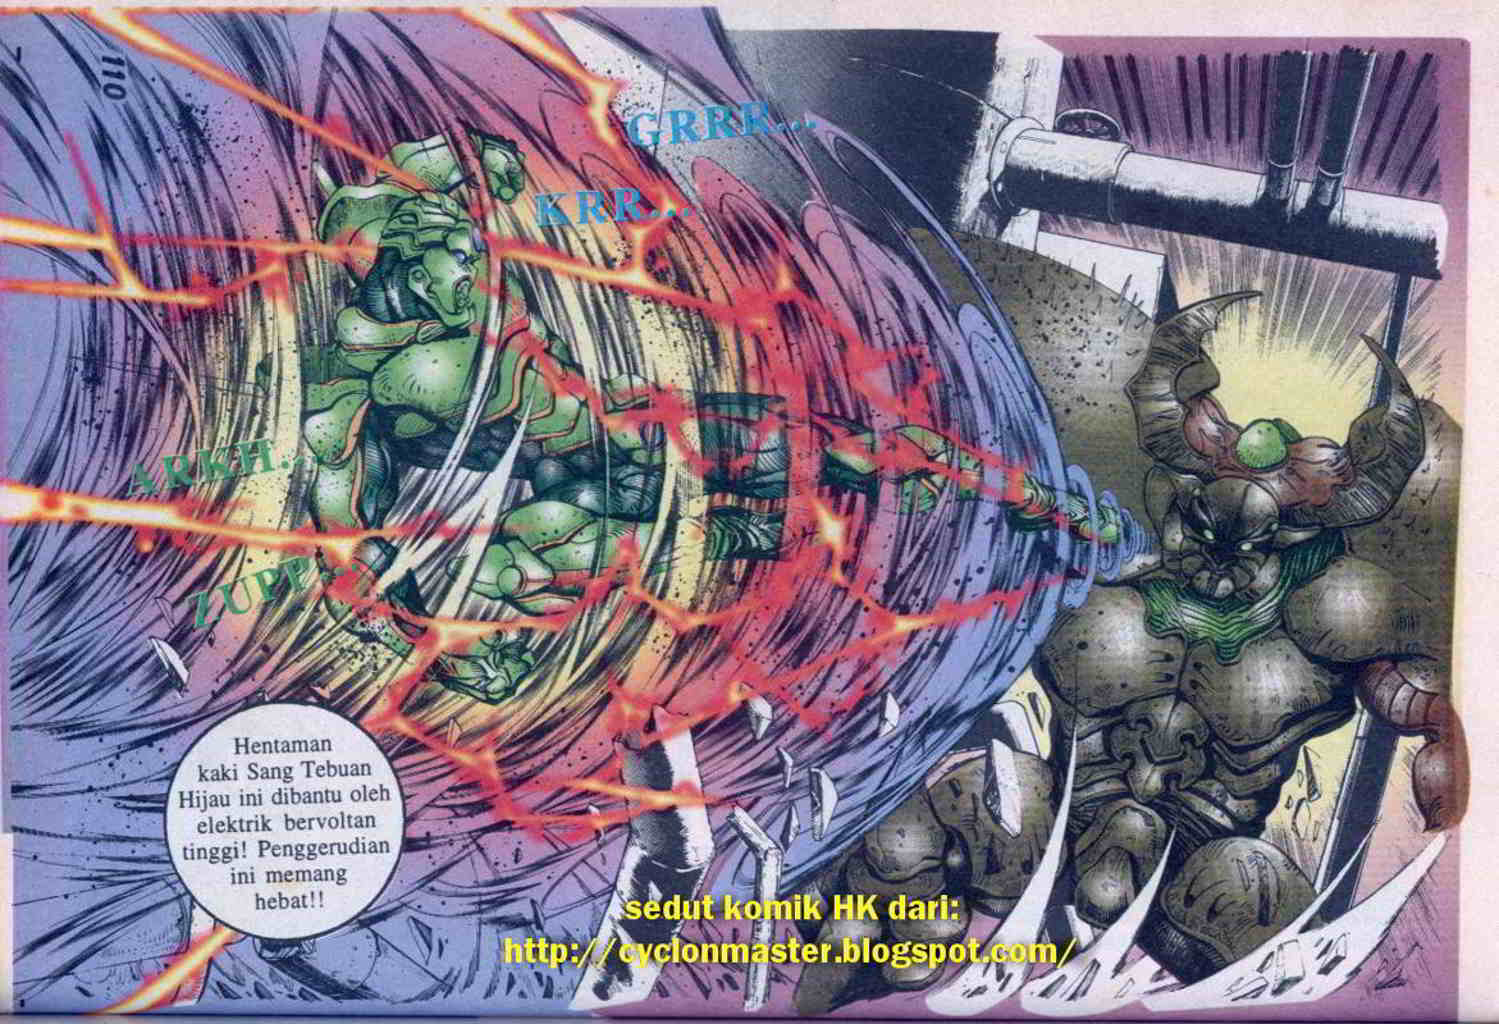 110
GRRR...
KRR...
ARKH...
ZUPP...
Hentaman
kaki Sang Tebuan
Hijau ini dibantu oleh
elektrik bervoltan
tinggi! Penggerudian
ini memang
hebat!!
sedut komik HK dari:
http://cyclonmaster.blogspot.com/